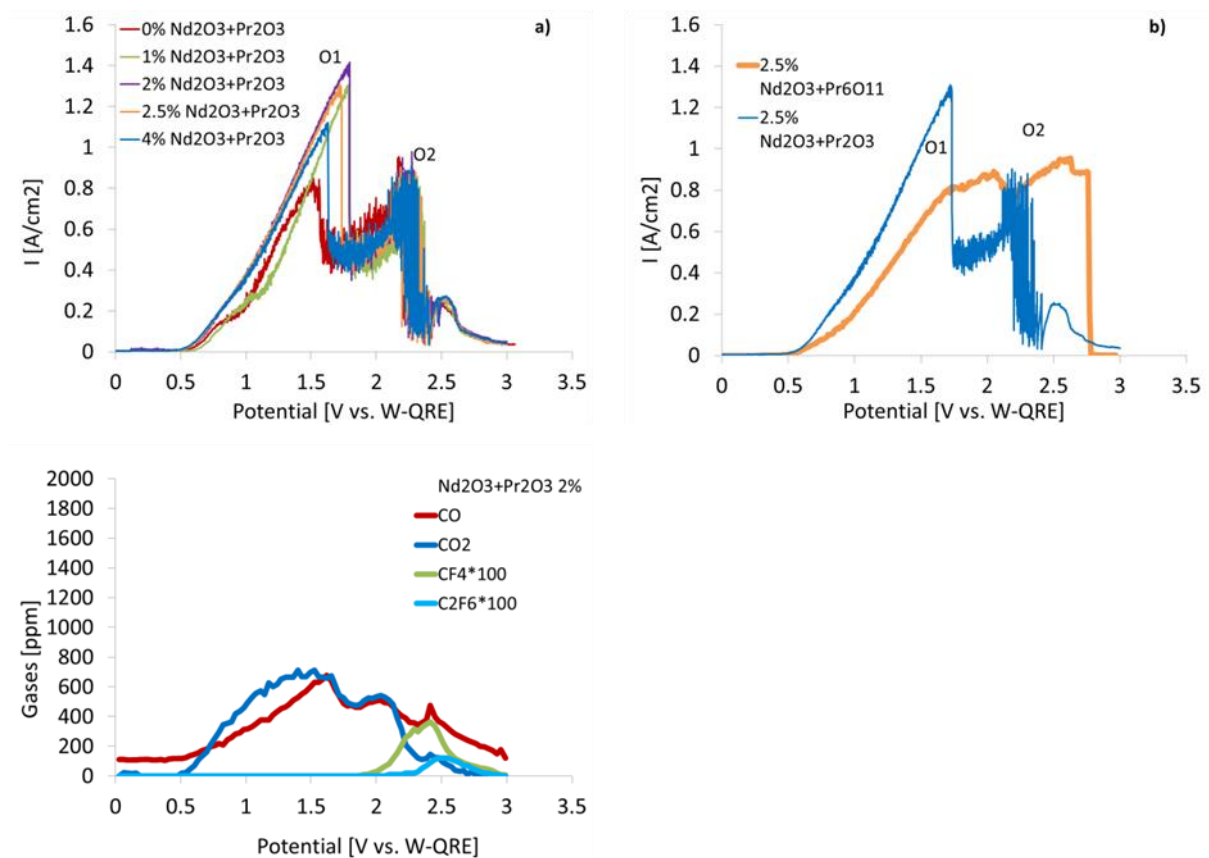 a)
0% Nd2O3+Pr2O3
1% Nd2O3+Pr2O3
2% Nd2O3+Pr2O3
2.5% Nd2O3+Pr2O3
4% Nd2O3+Pr2O3
O1
O2
I [A/cm2]
1.6
1.4
1.2
1
0.8
0.6
0.4
0.2
0
0 0.5 1 1.5 2 2.5 3 3.5
Potential [V vs. W-QRE]
b)
2.5%
Nd2O3+Pr6O11
2.5%
Nd2O3+Pr2O3
O1
O2
I [A/cm2]
1.6
1.4
1.2
1
0.8
0.6
0.4
0.2
0
0 0.5 1 1.5 2 2.5 3 3.5
Potential [V vs. W-QRE]
Nd2O3+Pr2O3 2%
CO
CO2
CF4*100
C2F6*100
Gases [ppm]
2000
1800
1600
1400
1200
1000
800
600
400
200
0
0 0.5 1 1.5 2 2.5 3 3.5
Potential [V vs. W-QRE]